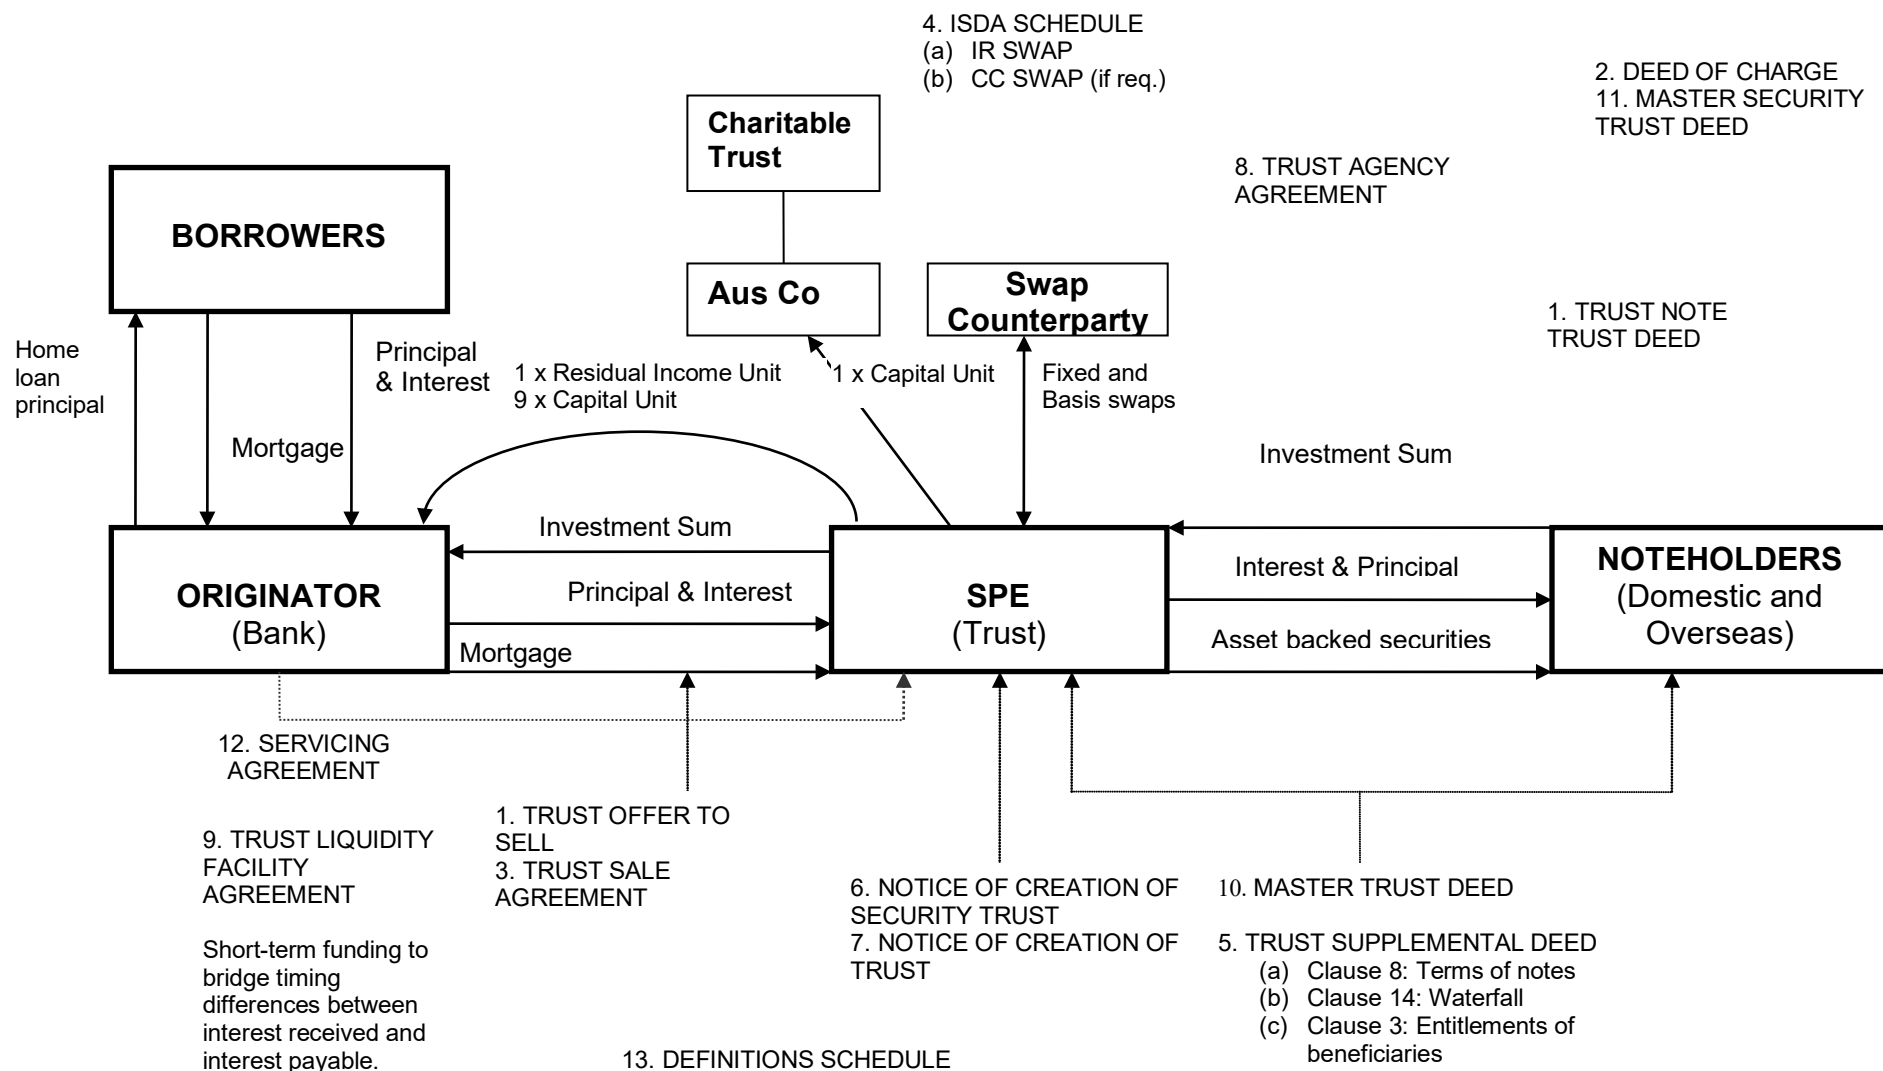 4. ISDA SCHEDULE
(a) IR SWAP
(b) CC SWAP (if req.)
2. DEED OF CHARGE
11. MASTER SECURITY
TRUST DEED
Charitable
Trust
8. TRUST AGENCY
AGREEMENT
BORROWERS
Aus Co
Swap
Counterparty
1. TRUST NOTE
TRUST DEED
Home
loan
principal
Principal
& Interest
Mortgage
1 x Residual Income Unit
9 x Capital Unit
1 x Capital Unit
Fixed and
Basis swaps
Investment Sum
ORIGINATOR
(Bank)
Investment Sum
Principal & Interest
Mortgage
SPE
(Trust)
Interest & Principal
Asset backed securities
NOTEHOLDERS
(Domestic and
Overseas)
12. SERVICING
AGREEMENT
9. TRUST LIQUIDITY
FACILITY
AGREEMENT
Short-term funding to
bridge timing
differences between
interest received and
interest payable.
1. TRUST OFFER TO
SELL
3. TRUST SALE
AGREEMENT
6. NOTICE OF CREATION OF
SECURITY TRUST
7. NOTICE OF CREATION OF
TRUST
10. MASTER TRUST DEED
5. TRUST SUPPLEMENTAL DEED
(a) Clause 8: Terms of notes
(b) Clause 14: Waterfall
(c) Clause 3: Entitlements of
beneficiaries
13. DEFINITIONS SCHEDULE